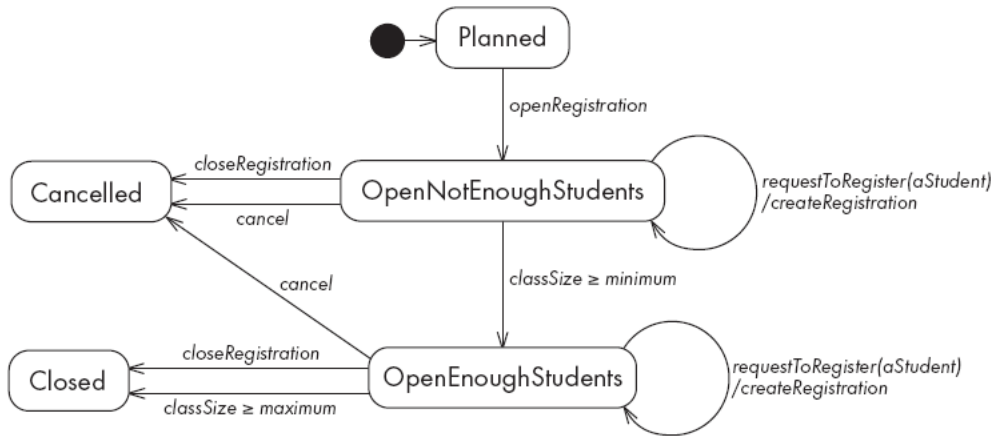 Planned
openRegistration
closeRegistration
Cancelled
OpenNotEnoughStudents
requestToRegister(aStudent)
/createRegistration
cancel
classSize ≥ minimum
cancel
closeRegistration
Closed
OpenEnoughStudents
requestToRegister(aStudent)
/createRegistration
classSize ≥ maximum